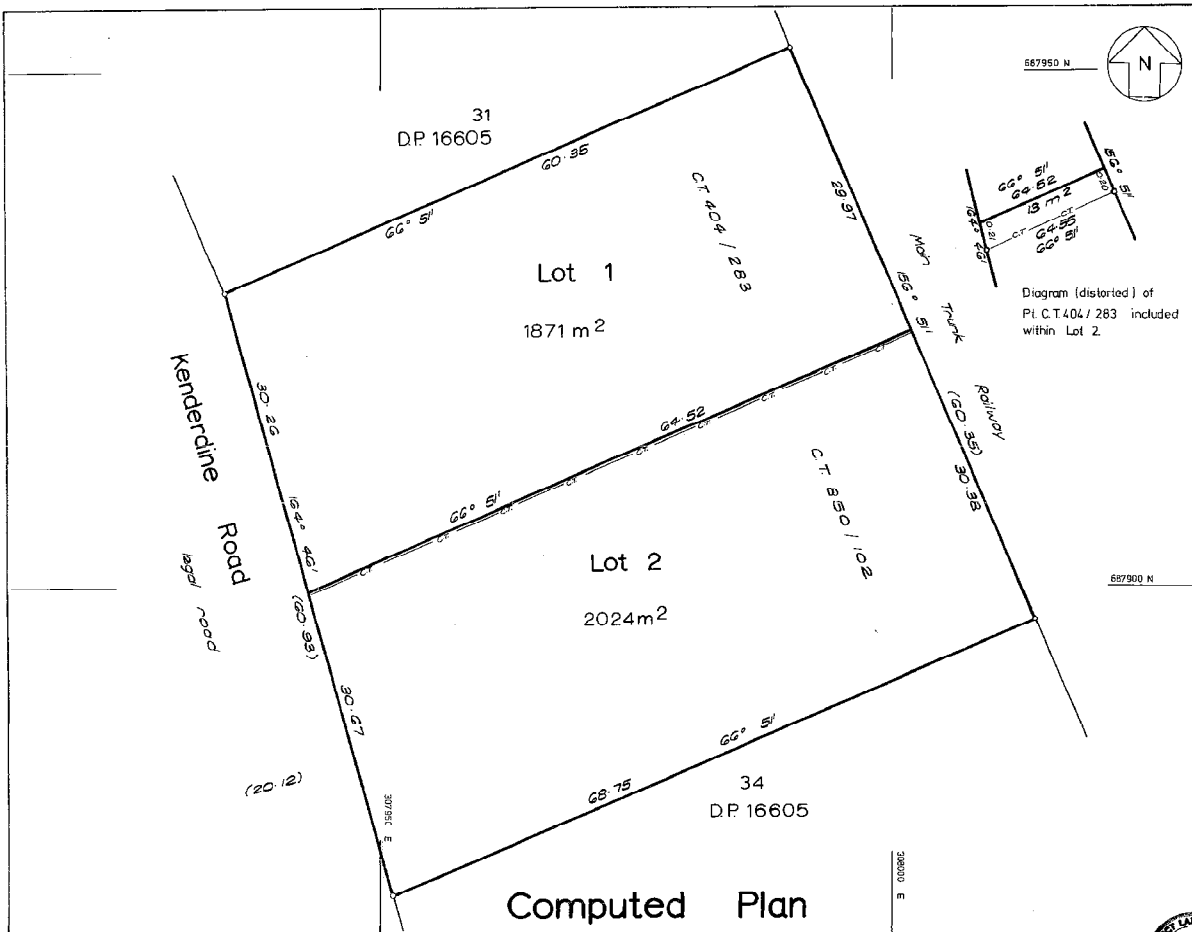 687950 N
N
31
D.P. 16605
60·35
66° 51'
C.T. 404 / 283
29·97
Lot 1
1871 m²
Main Trunk Railway
156° 51'
(60·35)
30·38
66° 51'
64·52
13 m²
0·20
0·21
C.T. C.T.
64·55
66° 51'
156° 51'
164° 46'
Diagram (distorted) of
Pt. C.T. 404 / 283 included
within Lot 2.
Kenderdine Road
legal road
30·26
164° 46'
(60·93)
30·67
(20·12)
66° 51'
64·52
C.T. C.T. C.T. C.T. C.T. C.T. C.T. C.T. C.T.
Lot 2
2024 m²
C.T. 850 / 102
687900 N
66° 51'
68·75
34
D.P. 16605
307950 E
308000 E
Computed Plan